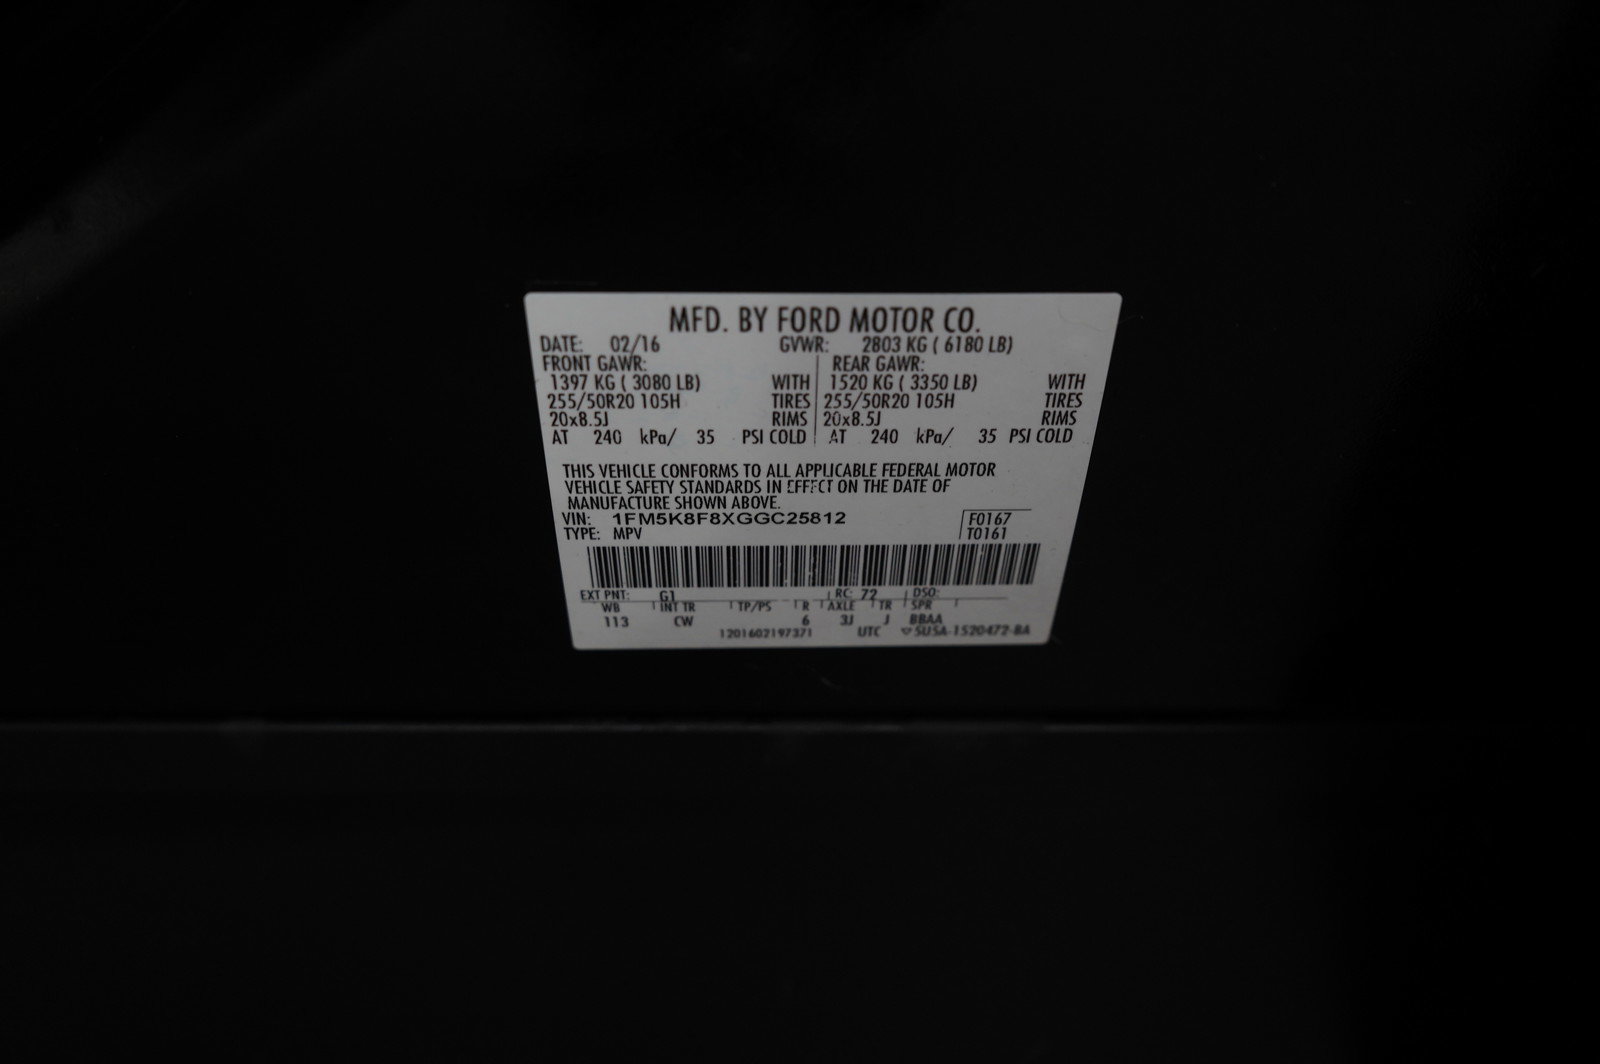 MFD. BY FORD MOTOR CO.
DATE: 02/16 GVWR: 2803 KG ( 6180 LB)
FRONT GAWR: REAR GAWR:
1397 KG ( 3080 LB) WITH 1520 KG ( 3350 LB) WITH
255/50R20 105H TIRES 255/50R20 105H TIRES
20x8.5J RIMS 20x8.5J RIMS
AT 240 kPa/ 35 PSI COLD AT 240 kPa/ 35 PSI COLD
THIS VEHICLE CONFORMS TO ALL APPLICABLE FEDERAL MOTOR
VEHICLE SAFETY STANDARDS IN EFFECT ON THE DATE OF
MANUFACTURE SHOWN ABOVE.
VIN: 1FM5K8F8XGGC25812 F0167
TYPE: MPV T0161
EXT PNT: G1 RC: 72 DSO:
WB INT TR TP/PS R AXLE TR SPR
113 CW 6 3J J BBAA
1201602197371 UTC 5U5A-1520472-BA